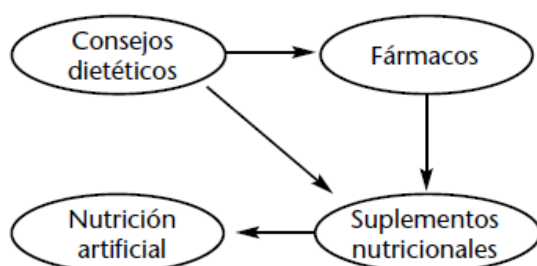 Consejos
dietéticos
Fármacos
Nutrición
artificial
Suplementos
nutricionales